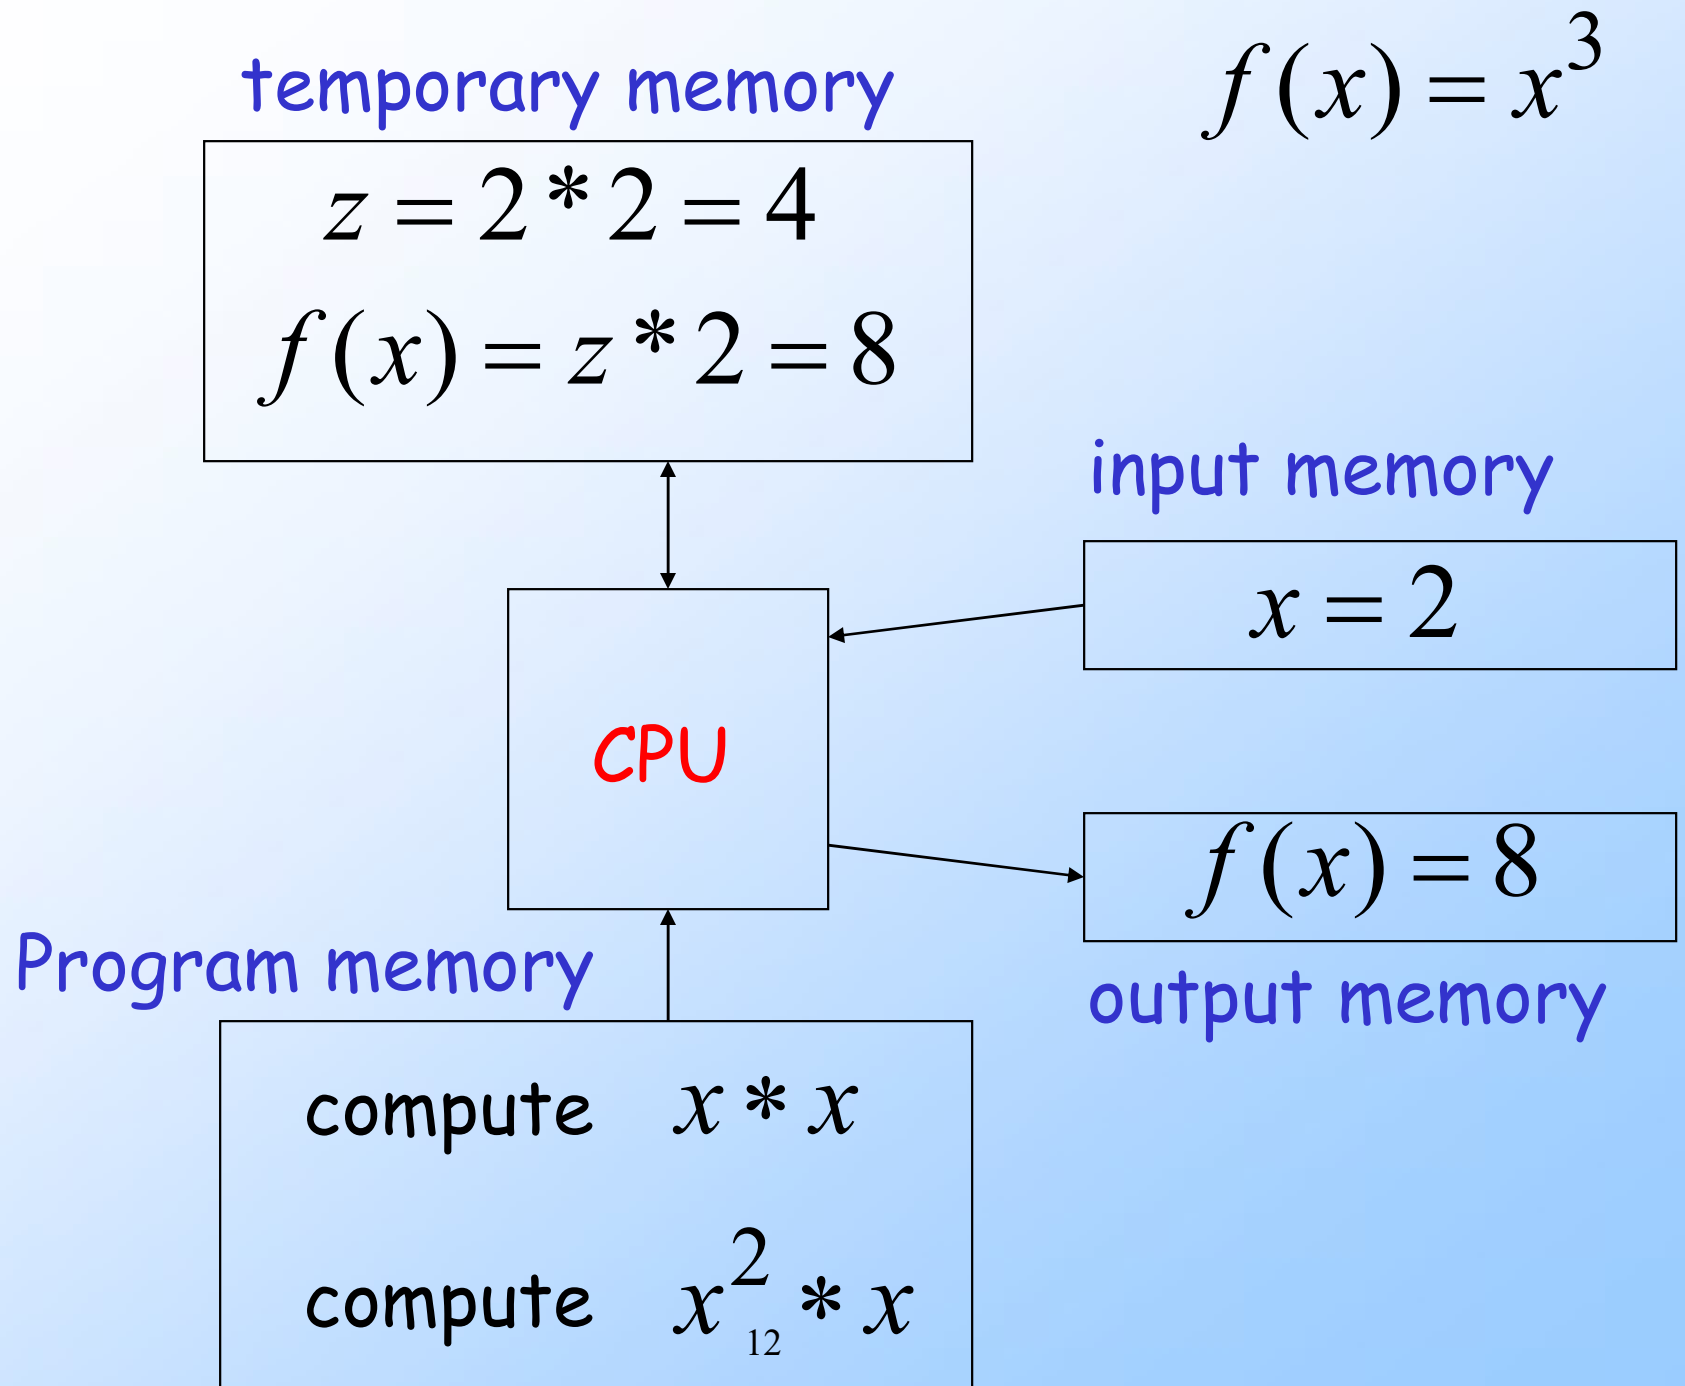 f(x) = x³
temporary memory
z = 2 * 2 = 4
f(x) = z * 2 = 8
input memory
x = 2
CPU
f(x) = 8
output memory
Program memory
compute x * x
compute x² * x
12